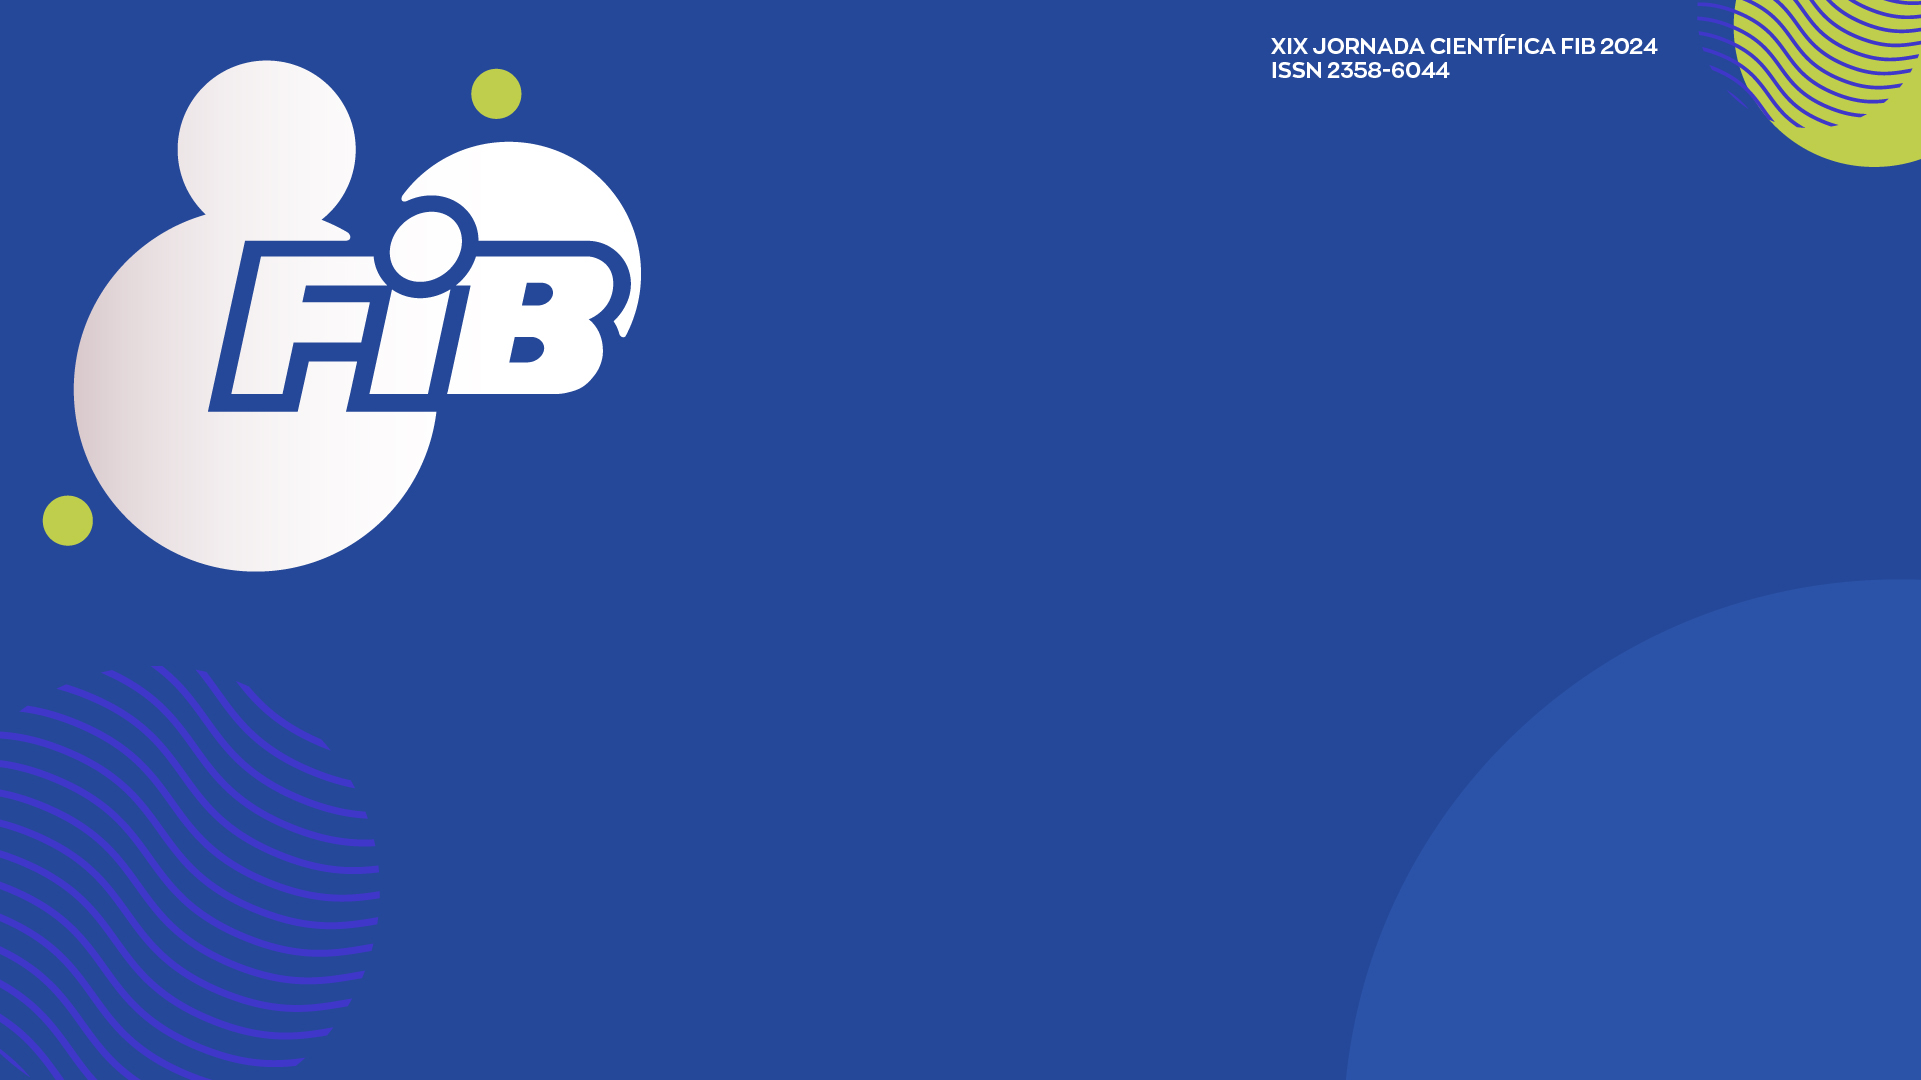 XIX JORNADA CIENTÍFICA FIB 2024
ISSN 2358-6044
FiB